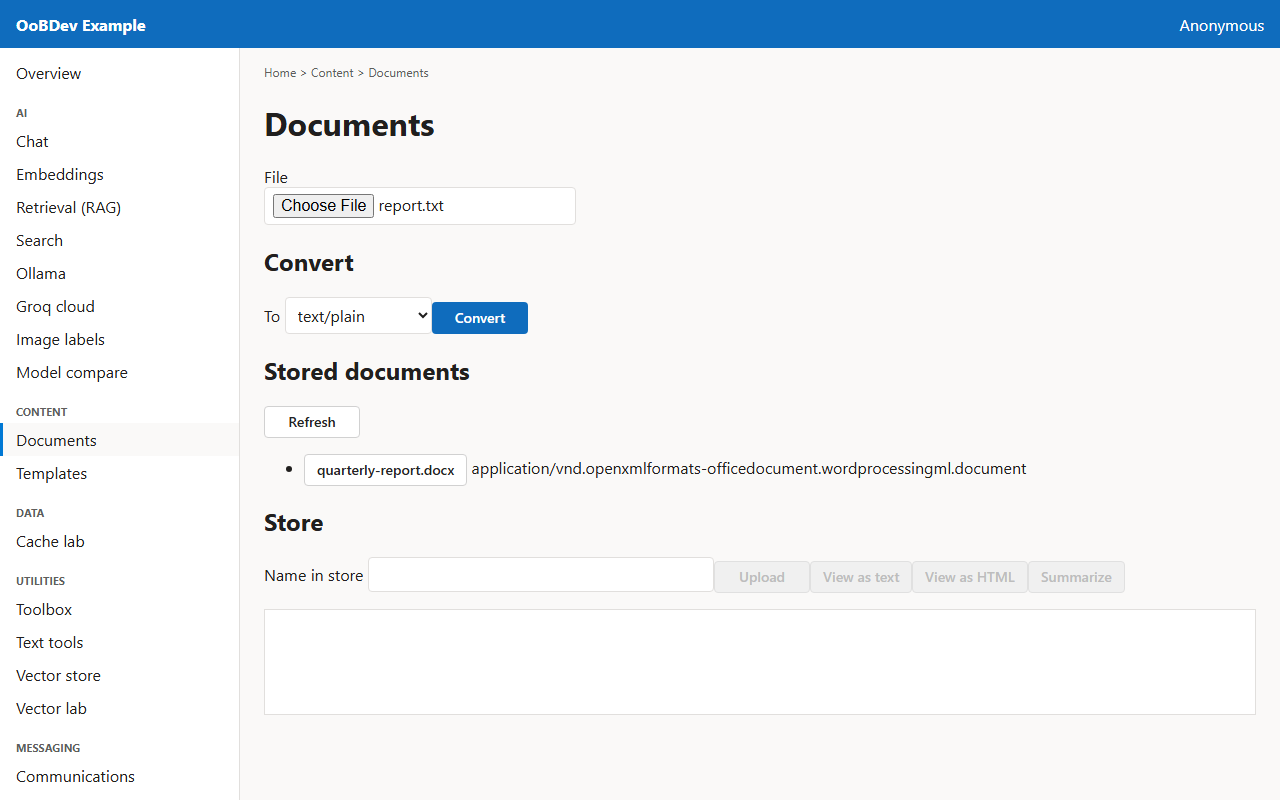 OoBDev Example
Anonymous
Overview
AI
Chat
Embeddings
Retrieval (RAG)
Search
Ollama
Groq cloud
Image labels
Model compare
CONTENT
Documents
Templates
DATA
Cache lab
UTILITIES
Toolbox
Text tools
Vector store
Vector lab
MESSAGING
Communications
Home > Content > Documents
Documents
File
Choose File report.txt
Convert
To text/plain Convert
Stored documents
Refresh
• quarterly-report.docx application/vnd.openxmlformats-officedocument.wordprocessingml.document
Store
Name in store Upload View as text View as HTML Summarize